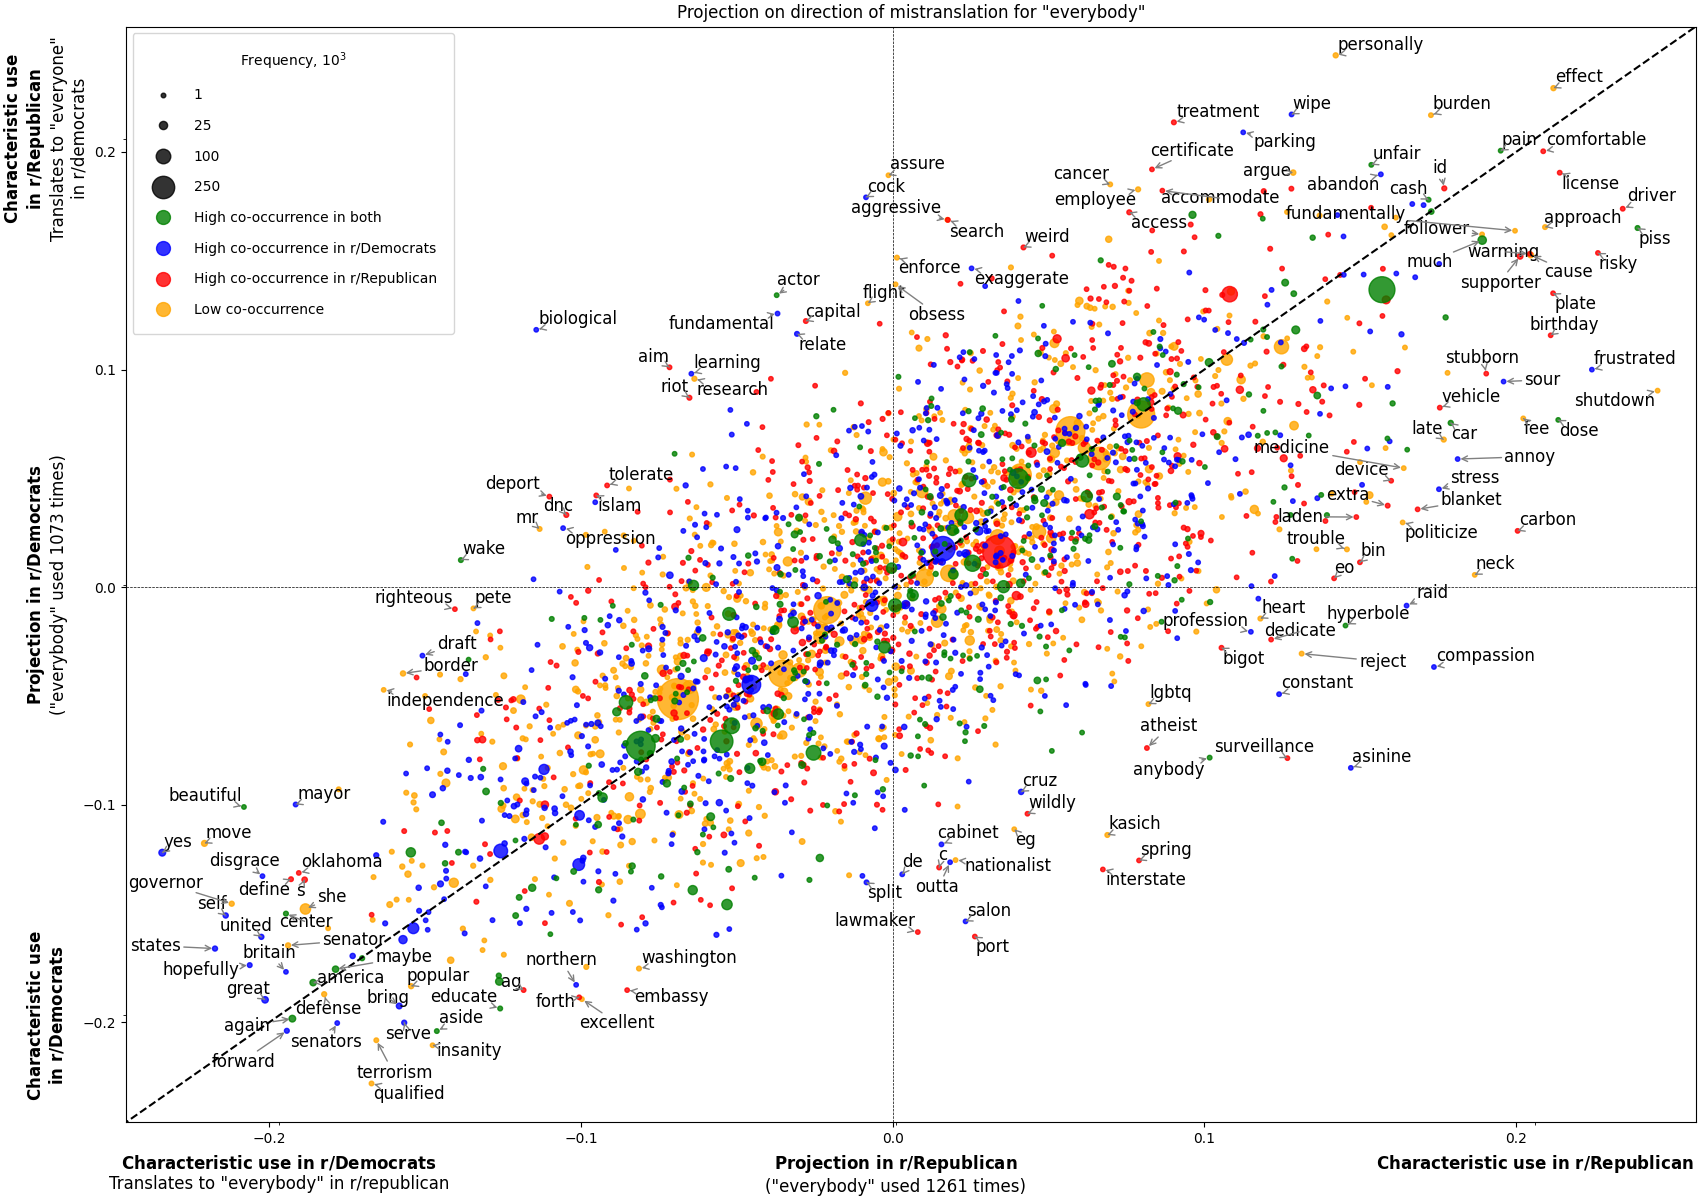 Projection on direction of mistranslation for "everybody"
Characteristic use
in r/Republican
Translates to "everyone"
in r/democrats
Projection in r/Democrats
("everybody" used 1073 times)
Characteristic use
in r/Democrats
Frequency, 10³
1
25
100
250
High co-occurrence in both
High co-occurrence in r/Democrats
High co-occurrence in r/Republican
Low co-occurrence
0.2
0.1
0.0
−0.1
−0.2
personally
effect
treatment
wipe
burden
parking
certificate
pain
comfortable
assure
cancer
argue
unfair
id
license
cock
employee
accommodate
abandon
cash
driver
aggressive
search
access
fundamentally
approach
weird
follower
piss
enforce
exaggerate
much
warming
cause
risky
actor
flight
obsess
supporter
plate
biological
fundamental
capital
relate
birthday
aim
learning
stubborn
frustrated
riot
research
sour
vehicle
shutdown
late
car
fee
dose
medicine
annoy
deport
tolerate
device
stress
dnc
islam
extra
blanket
mr
oppression
laden
carbon
wake
trouble
politicize
bin
eo
neck
righteous
pete
heart
hyperbole
raid
profession
dedicate
draft
border
bigot
reject
compassion
independence
constant
lgbtq
atheist
surveillance
anybody
asinine
beautiful
mayor
cruz
wildly
yes
move
cabinet
eg
kasich
disgrace
oklahoma
de
c
nationalist
spring
governor
define
s
she
split
outta
interstate
self
center
salon
united
lawmaker
states
senator
port
britain
maybe
northern
washington
hopefully
america
popular
ag
great
bring
educate
forth
embassy
defense
again
aside
excellent
senators
serve
forward
insanity
terrorism
qualified
−0.2
−0.1
0.0
0.1
0.2
Characteristic use in r/Democrats
Translates to "everybody" in r/republican
Projection in r/Republican
("everybody" used 1261 times)
Characteristic use in r/Republican